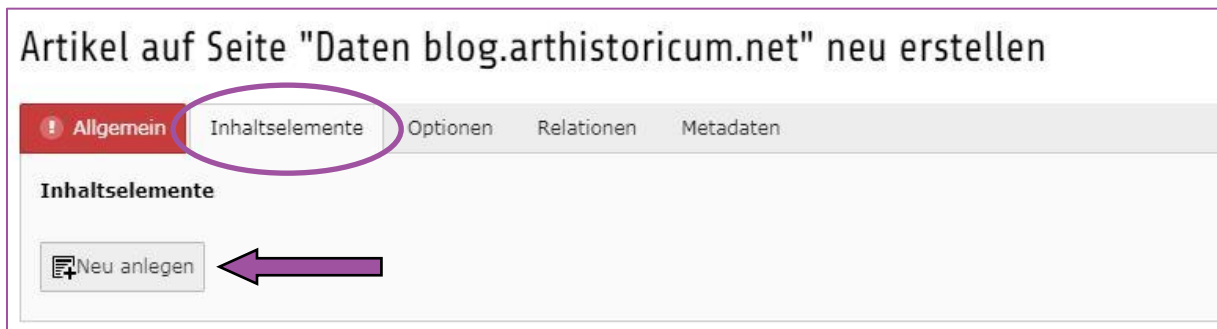 Artikel auf Seite "Daten blog.arthistoricum.net" neu erstellen
Allgemein Inhaltselemente Optionen Relationen Metadaten
Inhaltselemente
Neu anlegen